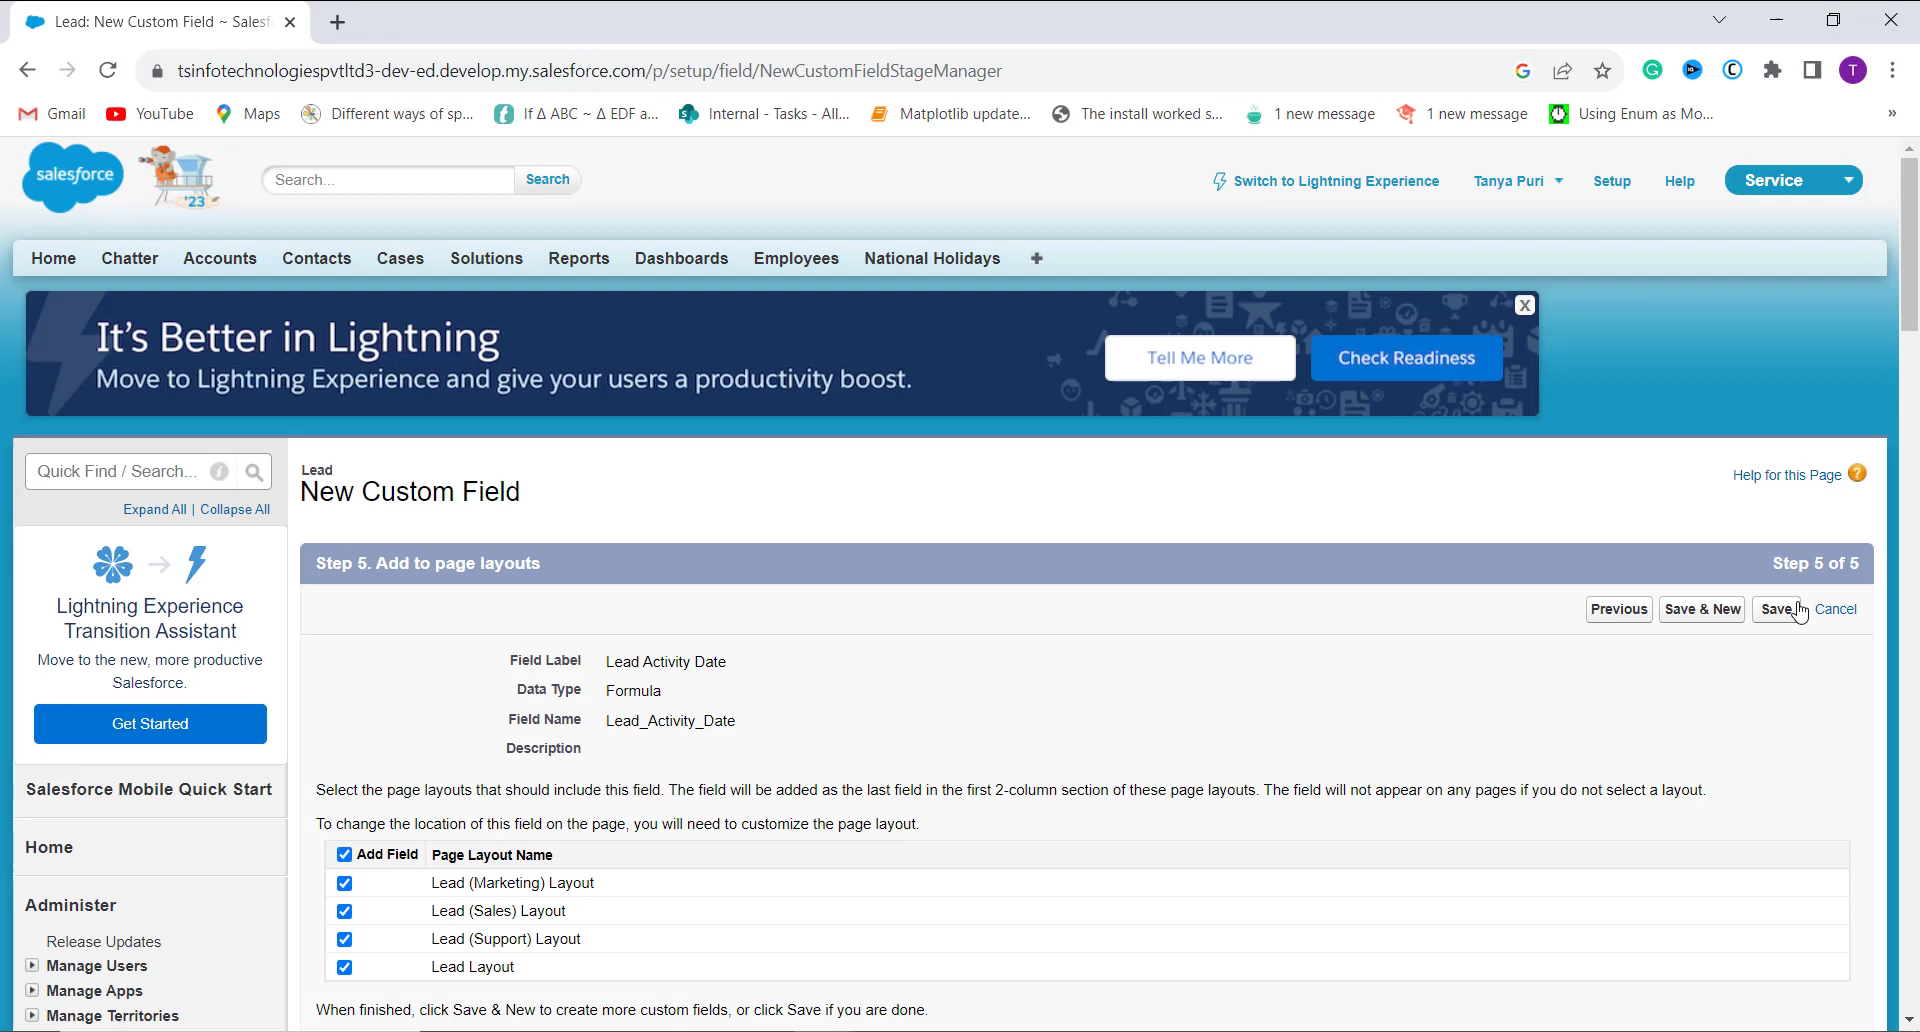 Lead: New Custom Field ~ Salesf
tsinfotechnologiespvtltd3-dev-ed.develop.my.salesforce.com/p/setup/field/NewCustomFieldStageManager
T
Gmail YouTube Maps Different ways of sp... If Δ ABC ~ Δ EDF a... Internal - Tasks - All... Matplotlib update... The install worked s... 1 new message 1 new message Using Enum as Mo... »
salesforce
'23
Search... Search
Switch to Lightning Experience Tanya Puri Setup Help Service
Home Chatter Accounts Contacts Cases Solutions Reports Dashboards Employees National Holidays +
It's Better in Lightning
Move to Lightning Experience and give your users a productivity boost.
Tell Me More Check Readiness X
Quick Find / Search...
Expand All | Collapse All
Lightning Experience
Transition Assistant
Move to the new, more productive
Salesforce.
Get Started
Salesforce Mobile Quick Start
Home
Administer
Release Updates
Manage Users
Manage Apps
Manage Territories
Lead
New Custom Field
Help for this Page ?
Step 5. Add to page layouts Step 5 of 5
Previous Save & New Save Cancel
Field Label Lead Activity Date
Data Type Formula
Field Name Lead_Activity_Date
Description
Select the page layouts that should include this field. The field will be added as the last field in the first 2-column section of these page layouts. The field will not appear on any pages if you do not select a layout.
To change the location of this field on the page, you will need to customize the page layout.
Add Field Page Layout Name
Lead (Marketing) Layout
Lead (Sales) Layout
Lead (Support) Layout
Lead Layout
When finished, click Save & New to create more custom fields, or click Save if you are done.